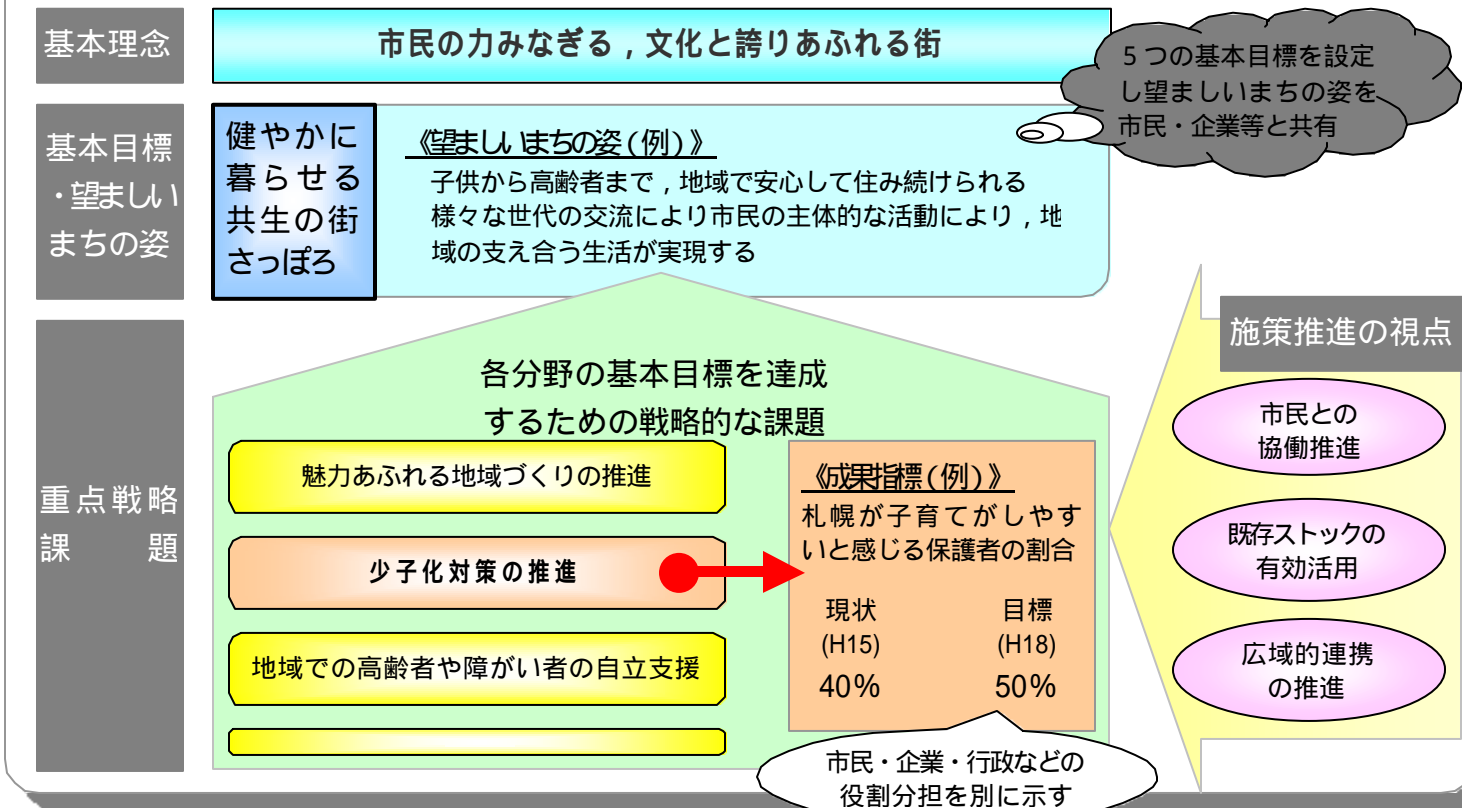 基本理念
市民の力みなぎる，文化と誇りあふれる街
５つの基本目標を設定
し望ましいまちの姿を
市民・企業等と共有
基本目標
・望ましい
まちの姿
健やかに
暮らせる
共生の街
さっぽろ
《望ましいまちの姿(例)》
子供から高齢者まで，地域で安心して住み続けられる
様々な世代の交流により市民の主体的な活動により，地
域の支え合う生活が実現する
施策推進の視点
市民との
協働推進
既存ストックの
有効活用
広域的連携
の推進
重点戦略
課　題
各分野の基本目標を達成
するための戦略的な課題
魅力あふれる地域づくりの推進
少子化対策の推進
地域での高齢者や障がい者の自立支援
《成果指標(例)》
札幌が子育てがしやす
いと感じる保護者の割合
現状 目標
(H15) (H18)
40% 50%
市民・企業・行政などの
役割分担を別に示す